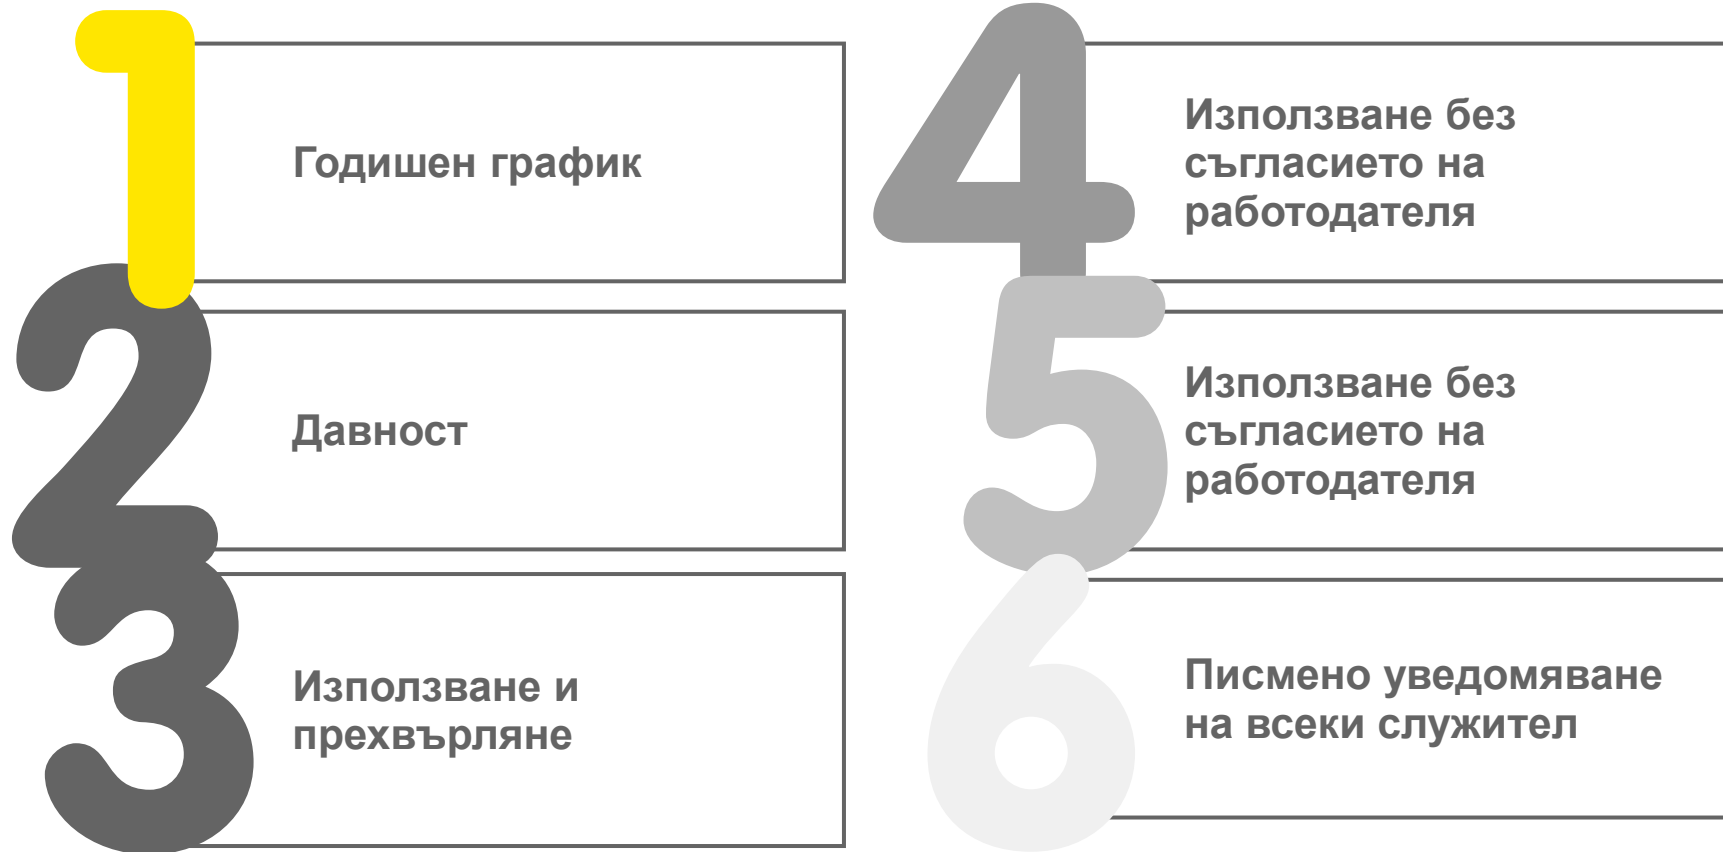 1
Годишен график
2
Давност
3
Използване и
прехвърляне
4
Използване без
съгласието на
работодателя
5
Използване без
съгласието на
работодателя
6
Писмено уведомяване
на всеки служител